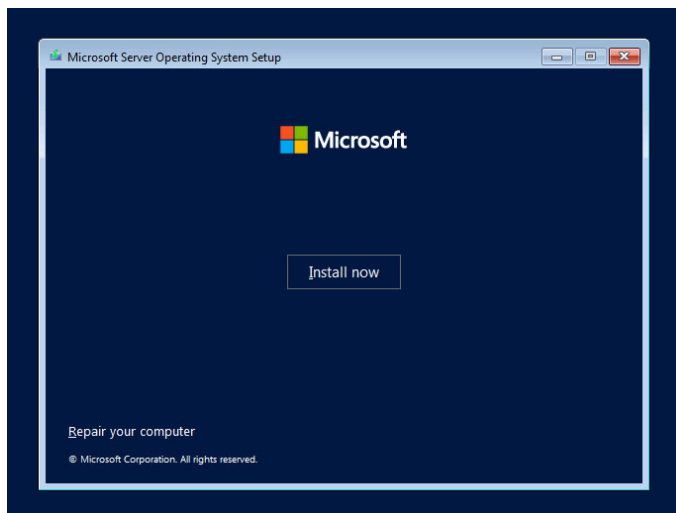 Microsoft Server Operating System Setup
Microsoft
Install now
Repair your computer
© Microsoft Corporation. All rights reserved.